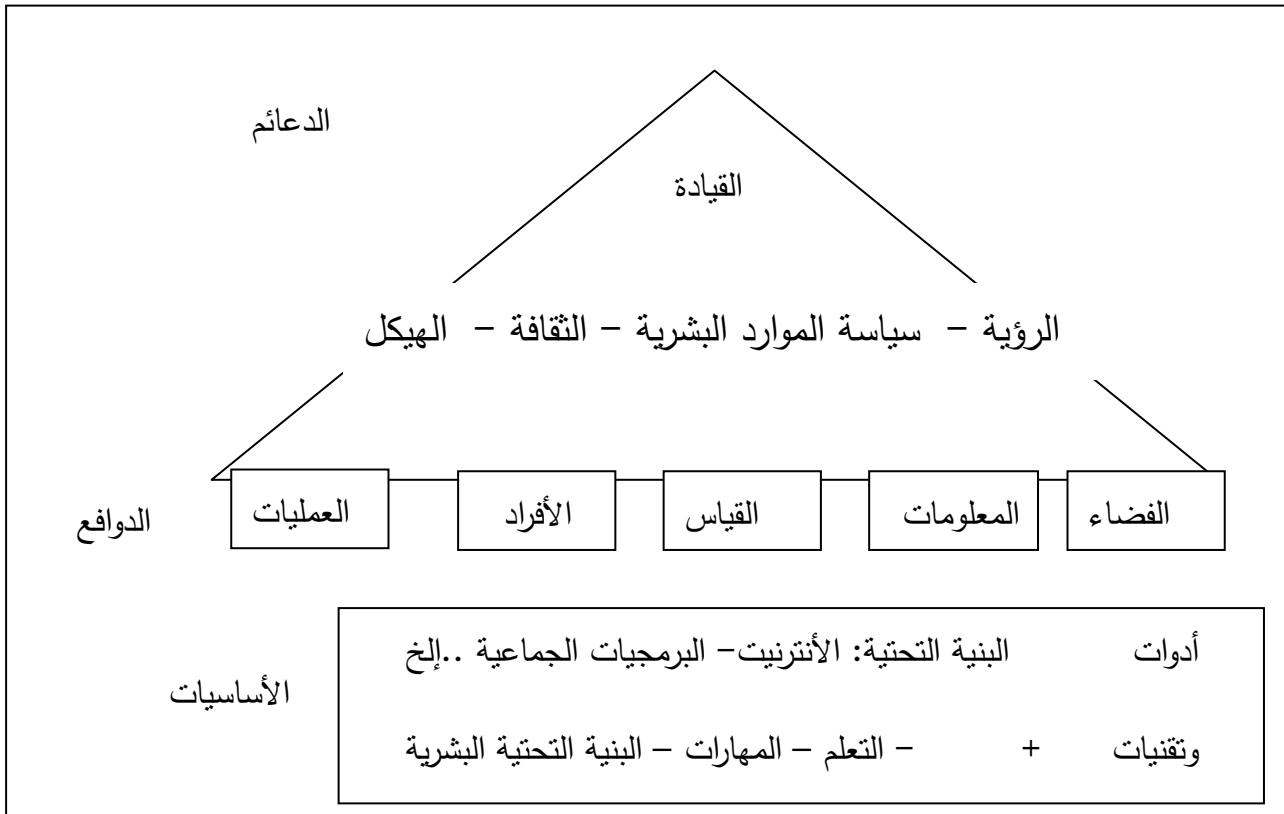 الدعائم
القيادة
الرؤية – سياسة الموارد البشرية – الثقافة – الهيكل
الفضاء المعلومات القياس الأفراد العمليات الدوافع
أدوات البنية التحتية: الأنترنيت– البرمجيات الجماعية ..إلخ
الأساسيات
وتقنيات + – التعلم – المهارات – البنية التحتية البشرية